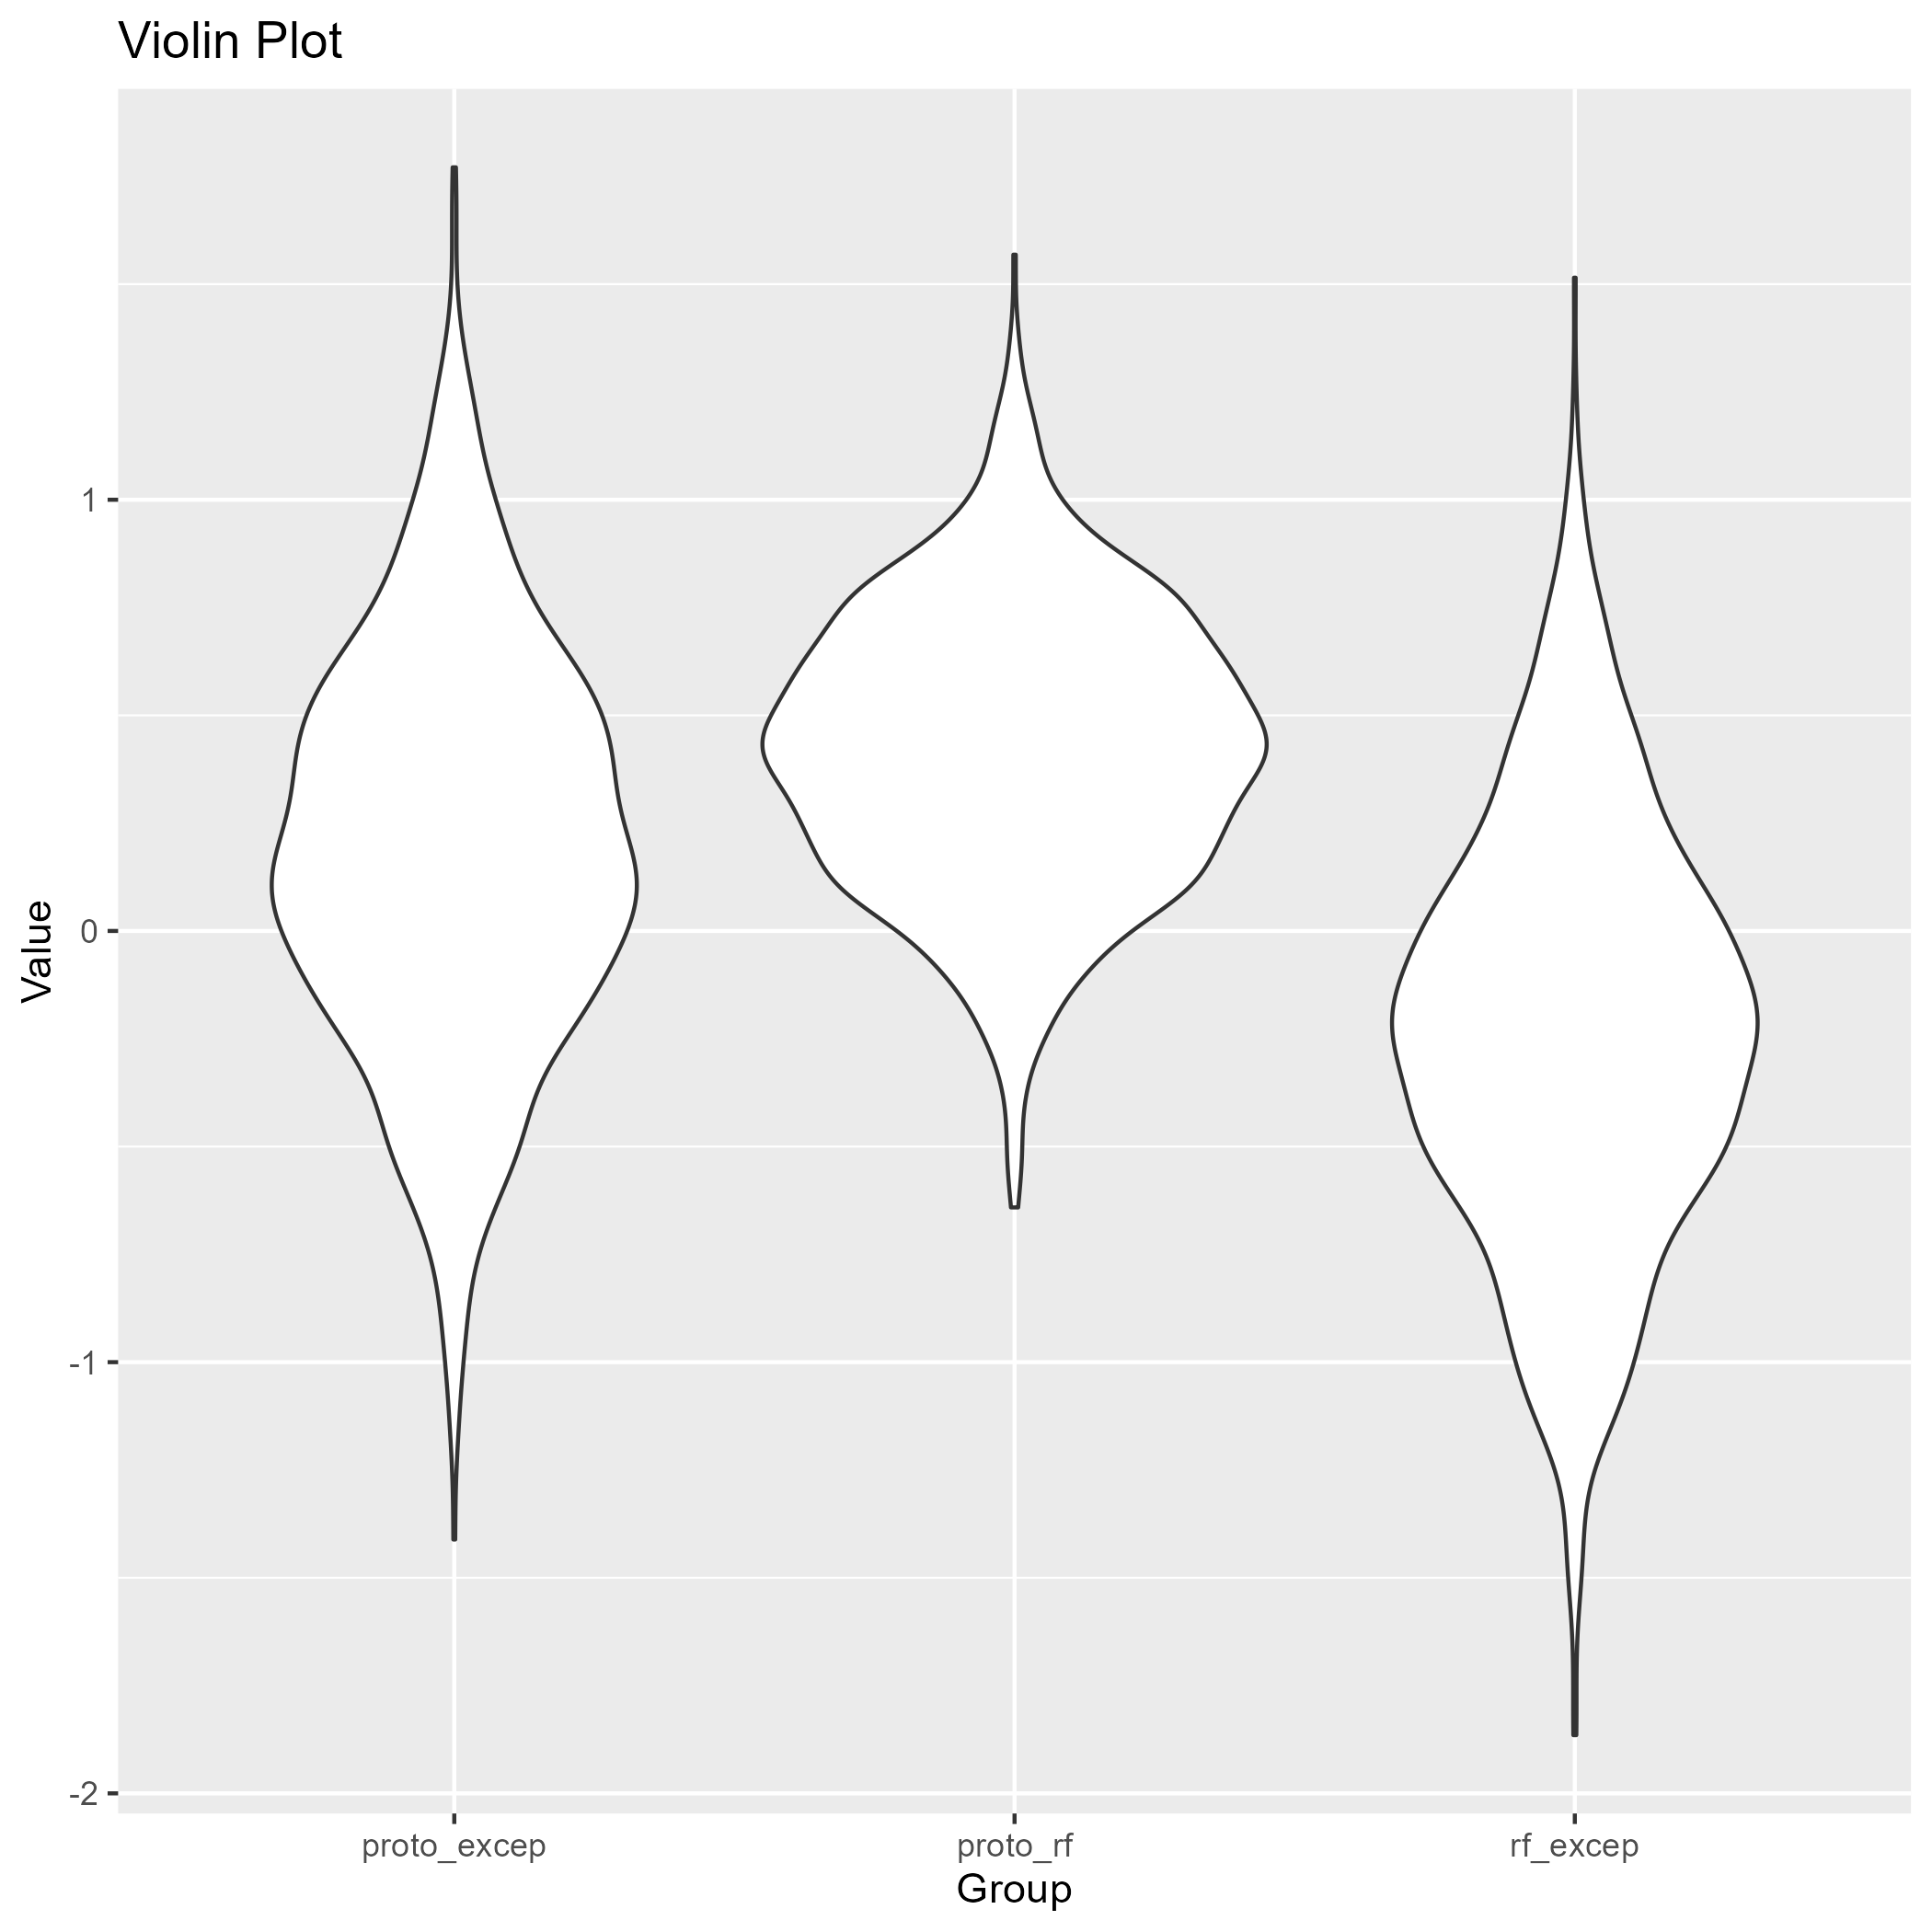 Violin Plot
Value
1
0
-1
-2
proto_excep
proto_rf
rf_excep
Group